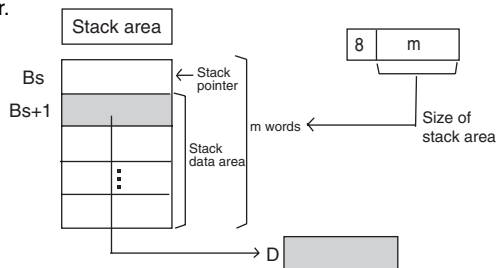 r.
Stack area
8 m
Bs
Stack pointer
Bs+1
m words
Size of stack area
Stack data area
D